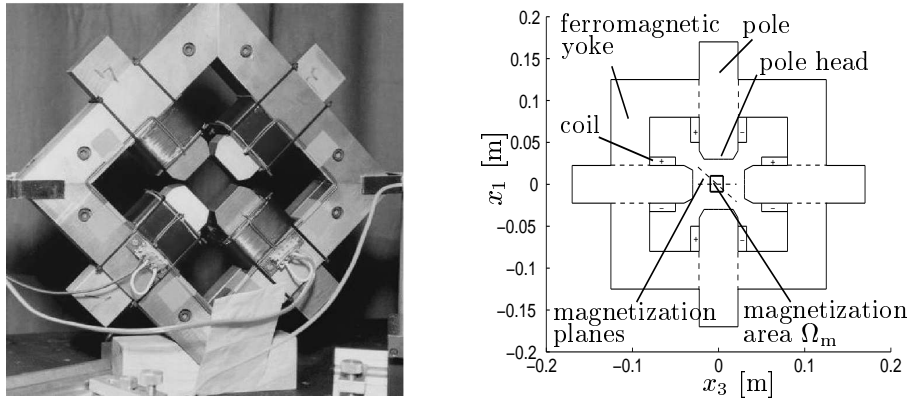 0.2
0.15
0.1
0.05
0
−0.05
−0.1
−0.15
−0.2
−0.2
−0.1
0
0.1
0.2
x1 [m]
x3 [m]
ferromagnetic
yoke
pole
pole head
coil
magnetization
planes
magnetization
area Ωm